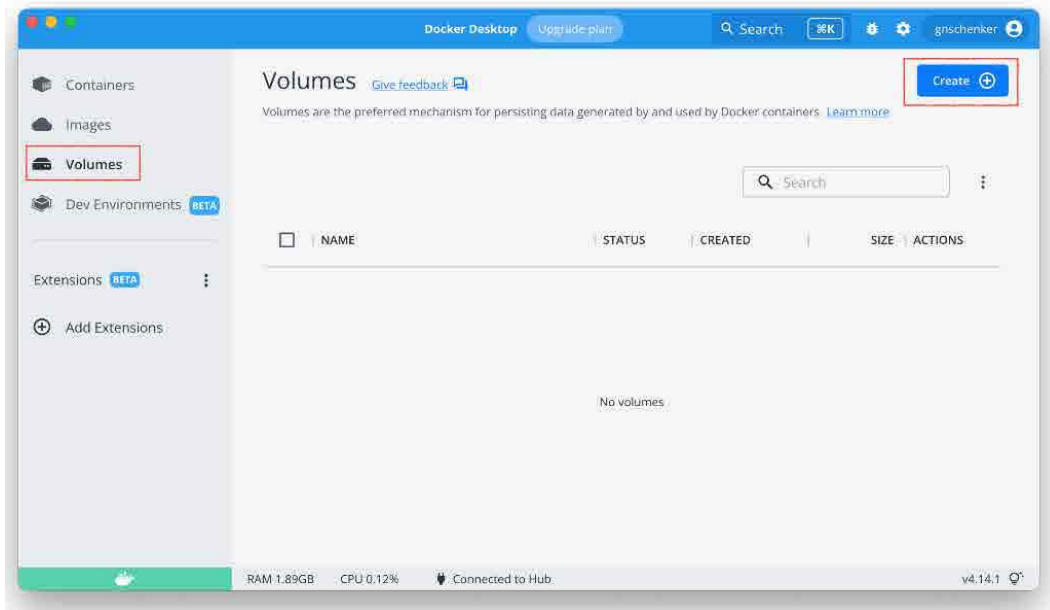 Docker Desktop Upgrade plan Search ⌘K gnschenker
Containers
Images
Volumes
Dev Environments BETA
Extensions BETA
Add Extensions
Volumes Give feedback Create
Volumes are the preferred mechanism for persisting data generated by and used by Docker containers. Learn more
Search
NAME STATUS CREATED SIZE ACTIONS
No volumes
RAM 1.89GB CPU 0.12% Connected to Hub v4.14.1